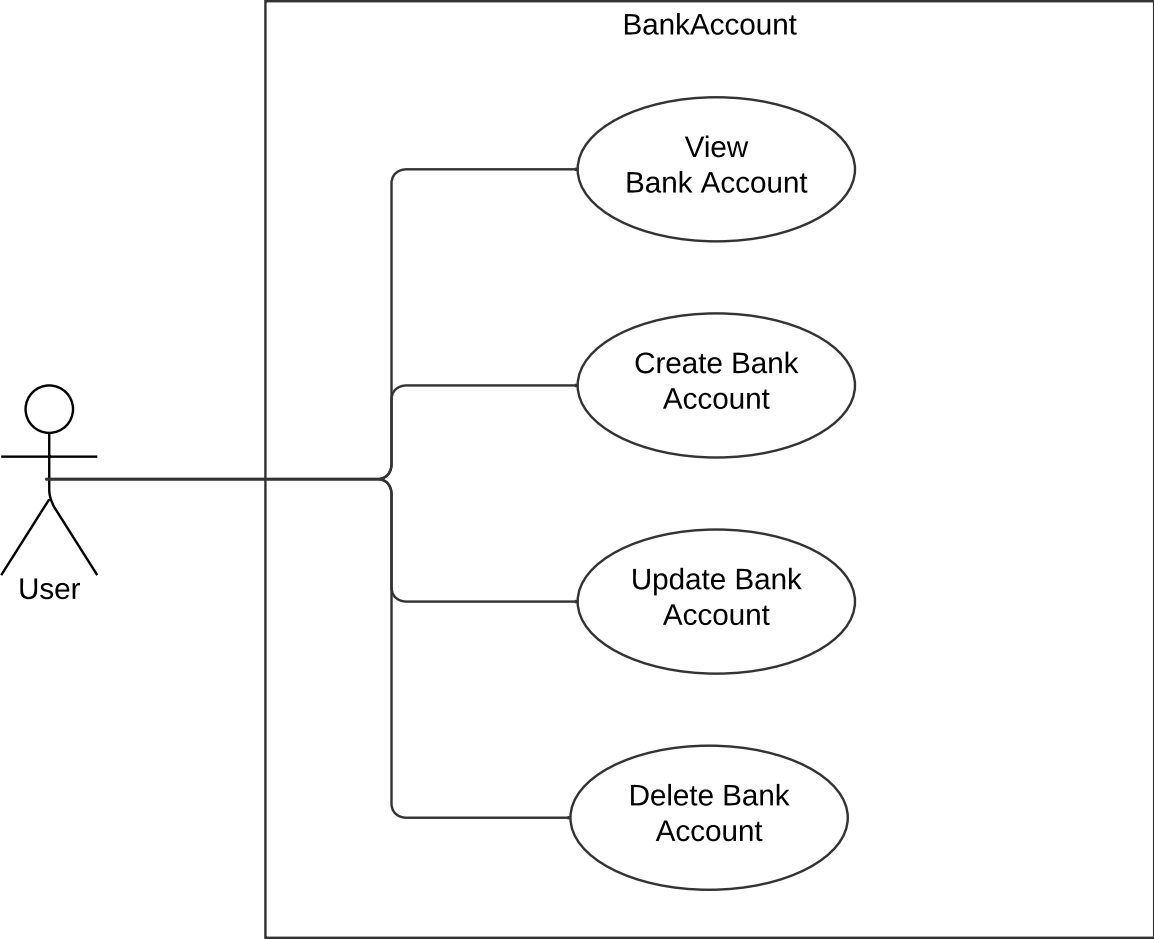 BankAccount
View
Bank Account
Create Bank
Account
User
Update Bank
Account
Delete Bank
Account